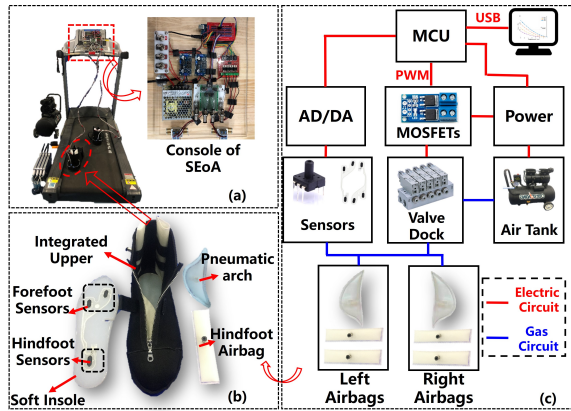 Console of
SEoA
(a)
Integrated
Upper
Pneumatic
arch
Forefoot
Sensors
Hindfoot
Airbag
Hindfoot
Sensors
Soft Insole
(b)
MCU
USB
PWM
AD/DA
MOSFETs
Power
Sensors
Valve
Dock
Air Tank
Electric
Circuit
Gas
Circuit
Left
Airbags
Right
Airbags
(c)